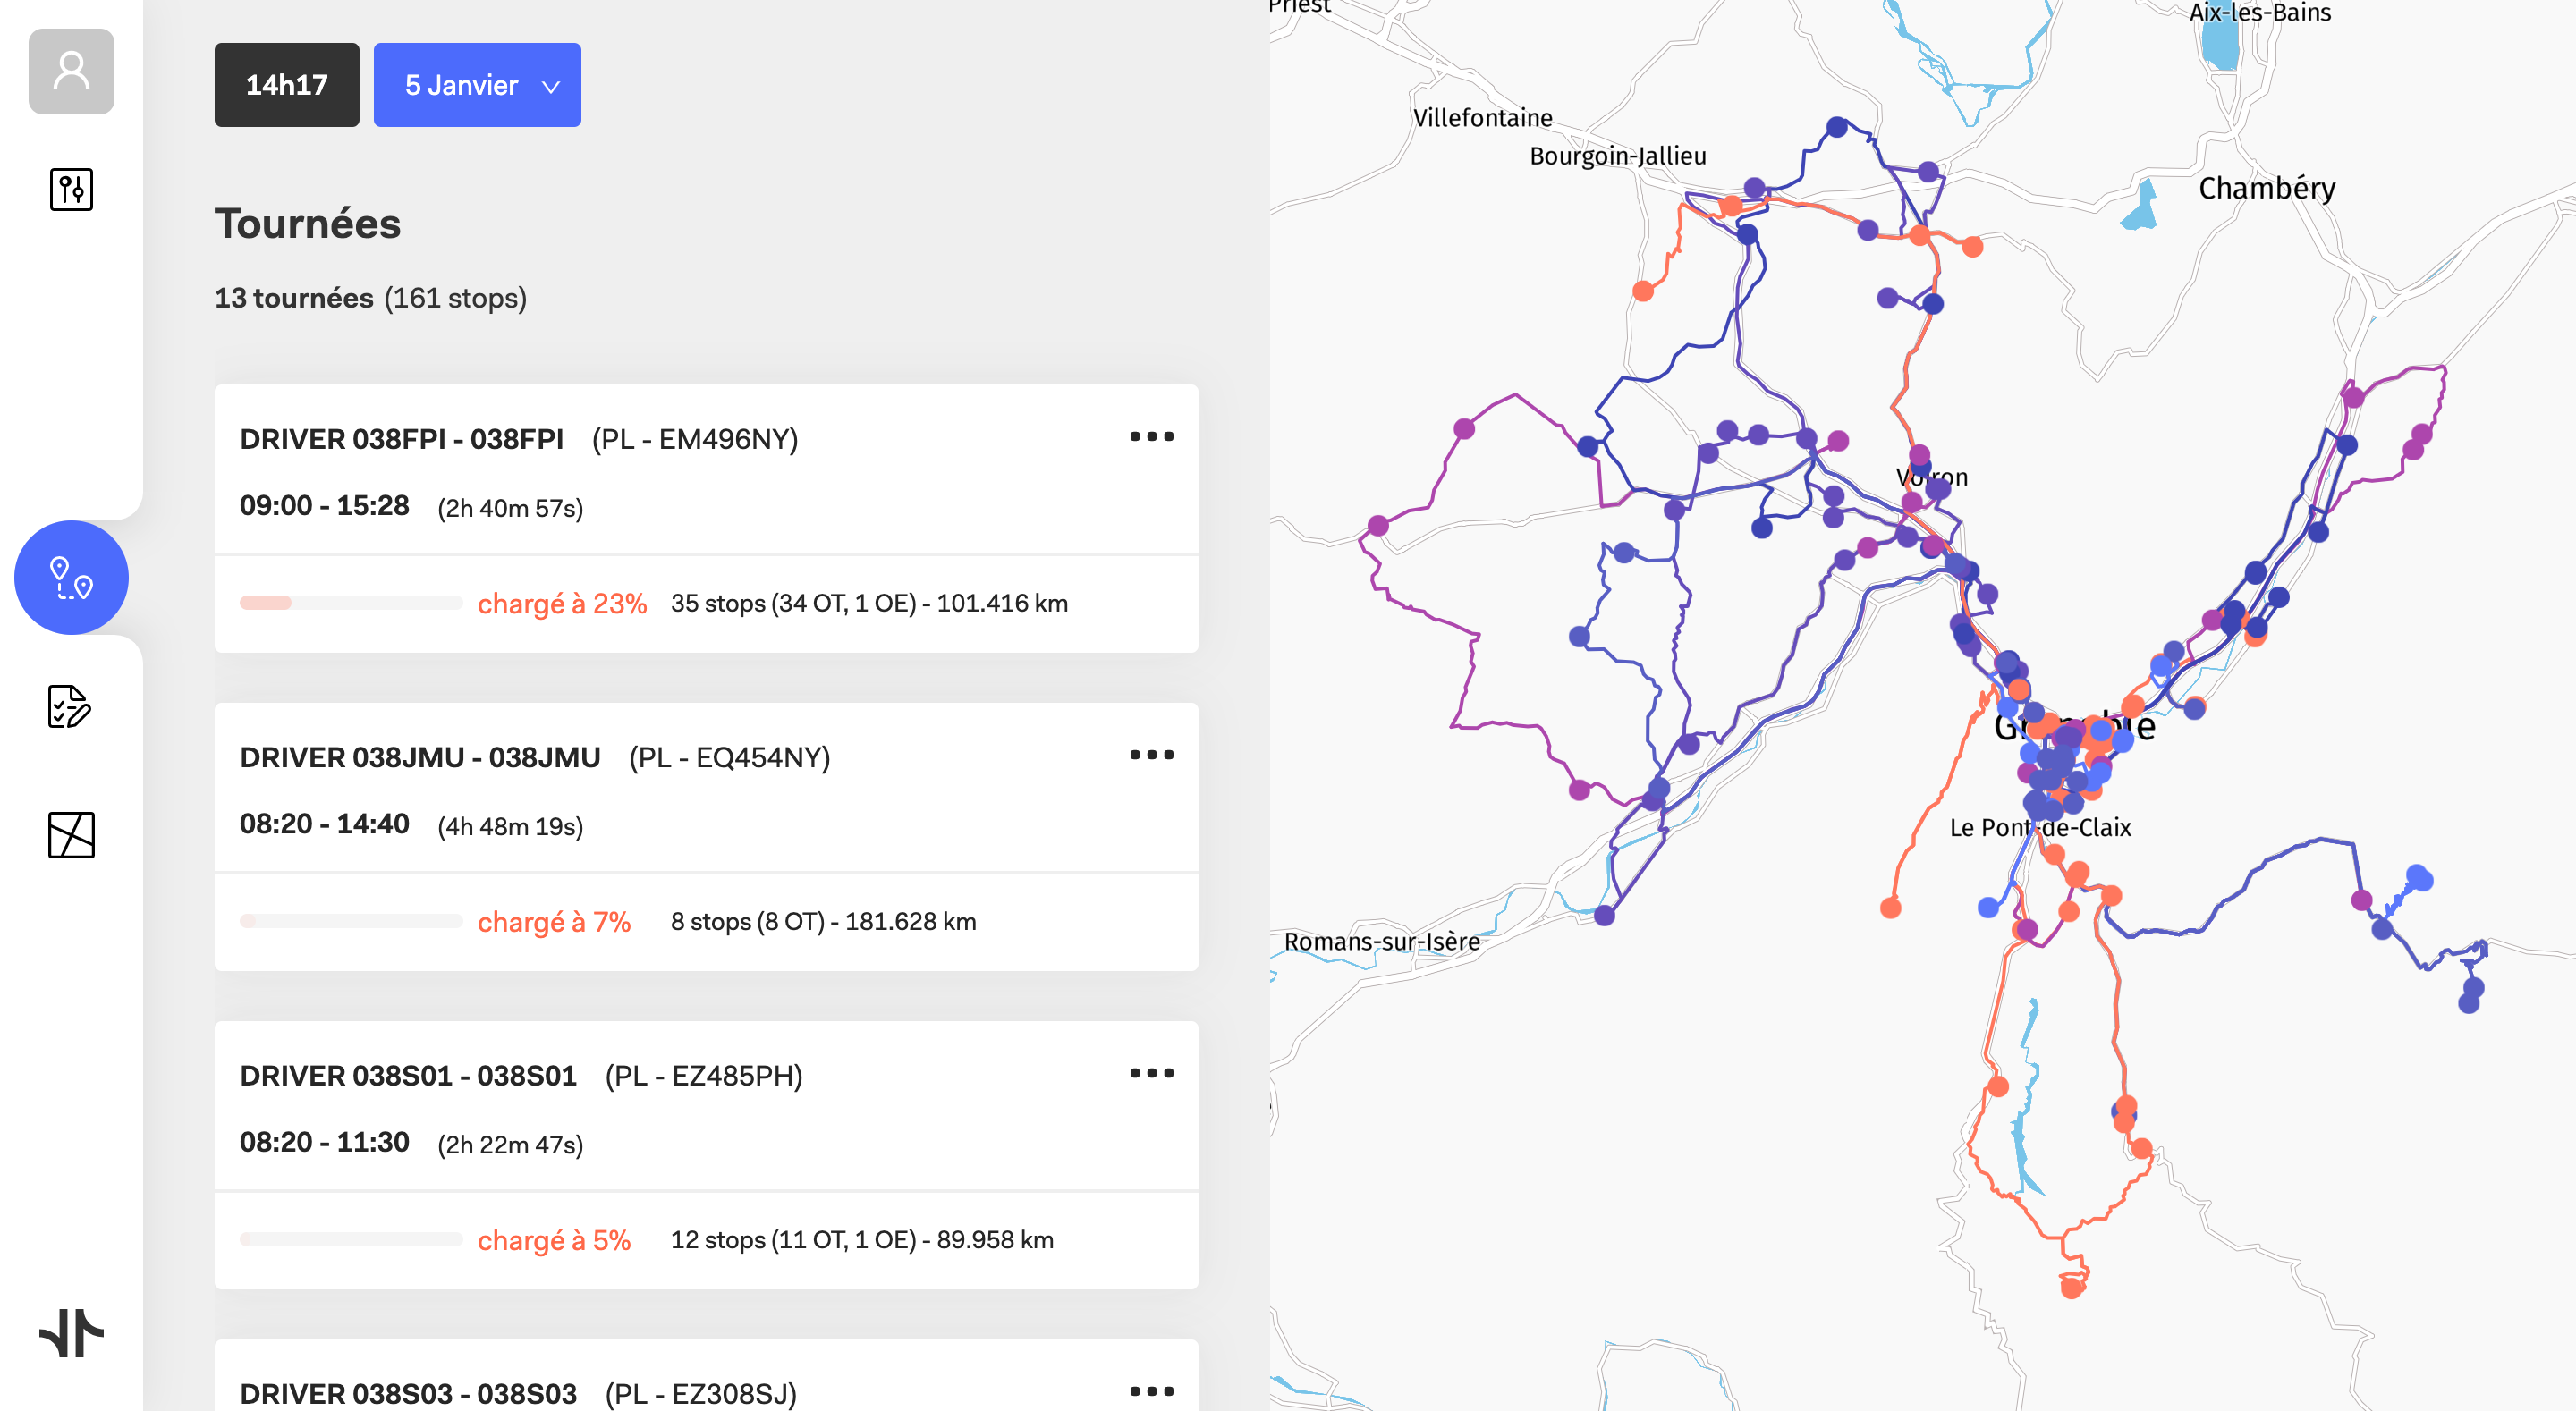 14h17
5 Janvier
Tournées
13 tournées (161 stops)
DRIVER 038FPI - 038FPI (PL - EM496NY)
09:00 - 15:28 (2h 40m 57s)
chargé à 23% 35 stops (34 OT, 1 OE) - 101.416 km
DRIVER 038JMU - 038JMU (PL - EQ454NY)
08:20 - 14:40 (4h 48m 19s)
chargé à 7% 8 stops (8 OT) - 181.628 km
DRIVER 038S01 - 038S01 (PL - EZ485PH)
08:20 - 11:30 (2h 22m 47s)
chargé à 5% 12 stops (11 OT, 1 OE) - 89.958 km
DRIVER 038S03 - 038S03 (PL - EZ308SJ)
Priest
Aix-les-Bains
Villefontaine
Bourgoin-Jallieu
Chambéry
Voiron
Grenoble
Le Pont-de-Claix
Romans-sur-Isère